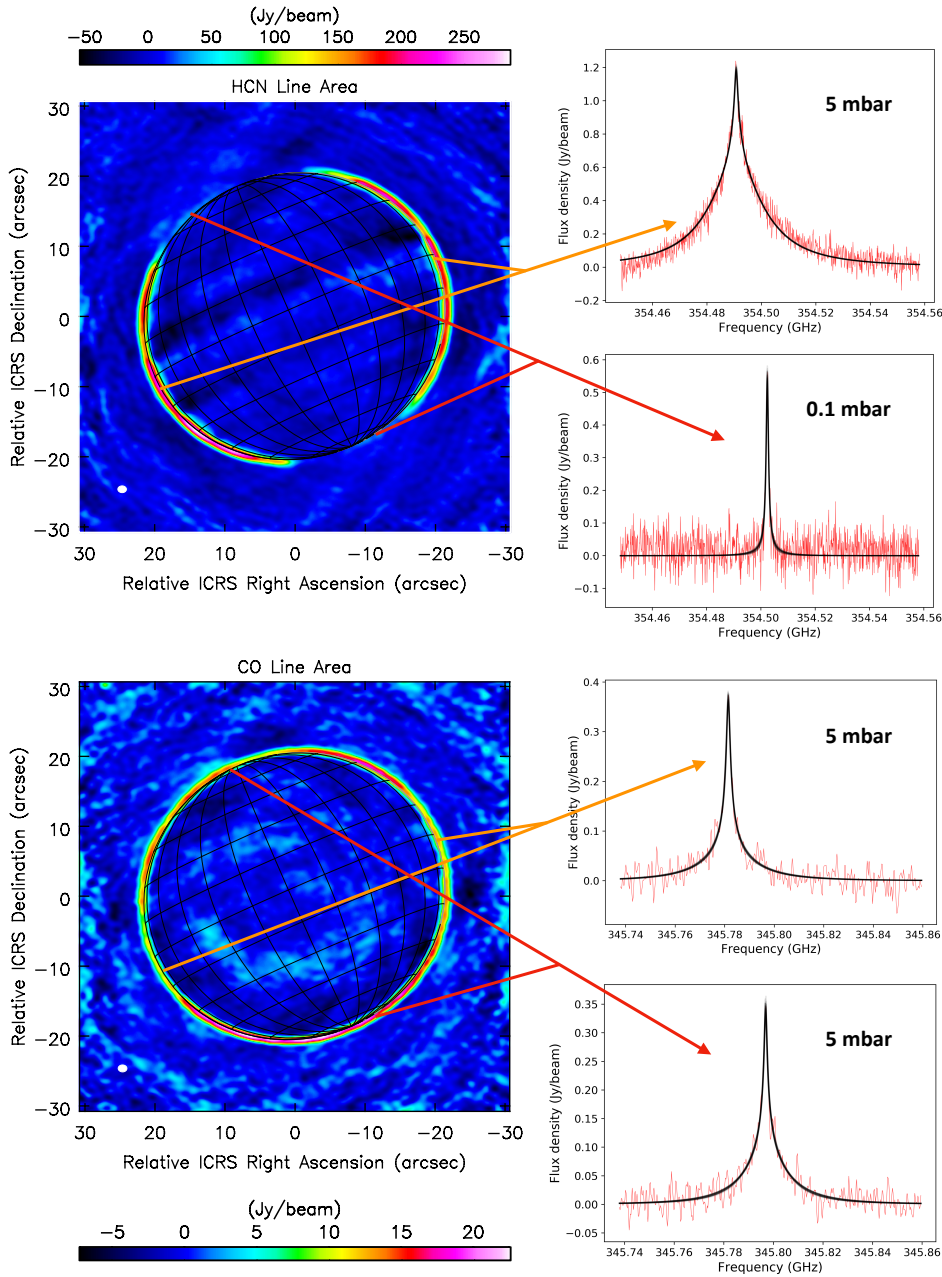 (Jy/beam)
−50 0 50 100 150 200 250
HCN Line Area
30
20
10
0
−10
−20
−30
Relative ICRS Declination (arcsec)
30 20 10 0 −10 −20 −30
Relative ICRS Right Ascension (arcsec)
5 mbar
1.2
1.0
0.8
0.6
0.4
0.2
0.0
−0.2
Flux density (Jy/beam)
354.46 354.48 354.50 354.52 354.54 354.56
Frequency (GHz)
0.1 mbar
0.6
0.5
0.4
0.3
0.2
0.1
0.0
−0.1
Flux density (Jy/beam)
354.46 354.48 354.50 354.52 354.54 354.56
Frequency (GHz)
CO Line Area
30
20
10
0
−10
−20
−30
Relative ICRS Declination (arcsec)
30 20 10 0 −10 −20 −30
Relative ICRS Right Ascension (arcsec)
(Jy/beam)
−5 0 5 10 15 20
5 mbar
0.4
0.3
0.2
0.1
0.0
Flux density (Jy/beam)
345.74 345.76 345.78 345.80 345.82 345.84 345.86
Frequency (GHz)
5 mbar
0.35
0.30
0.25
0.20
0.15
0.10
0.05
0.00
−0.05
Flux density (Jy/beam)
345.74 345.76 345.78 345.80 345.82 345.84 345.86
Frequency (GHz)